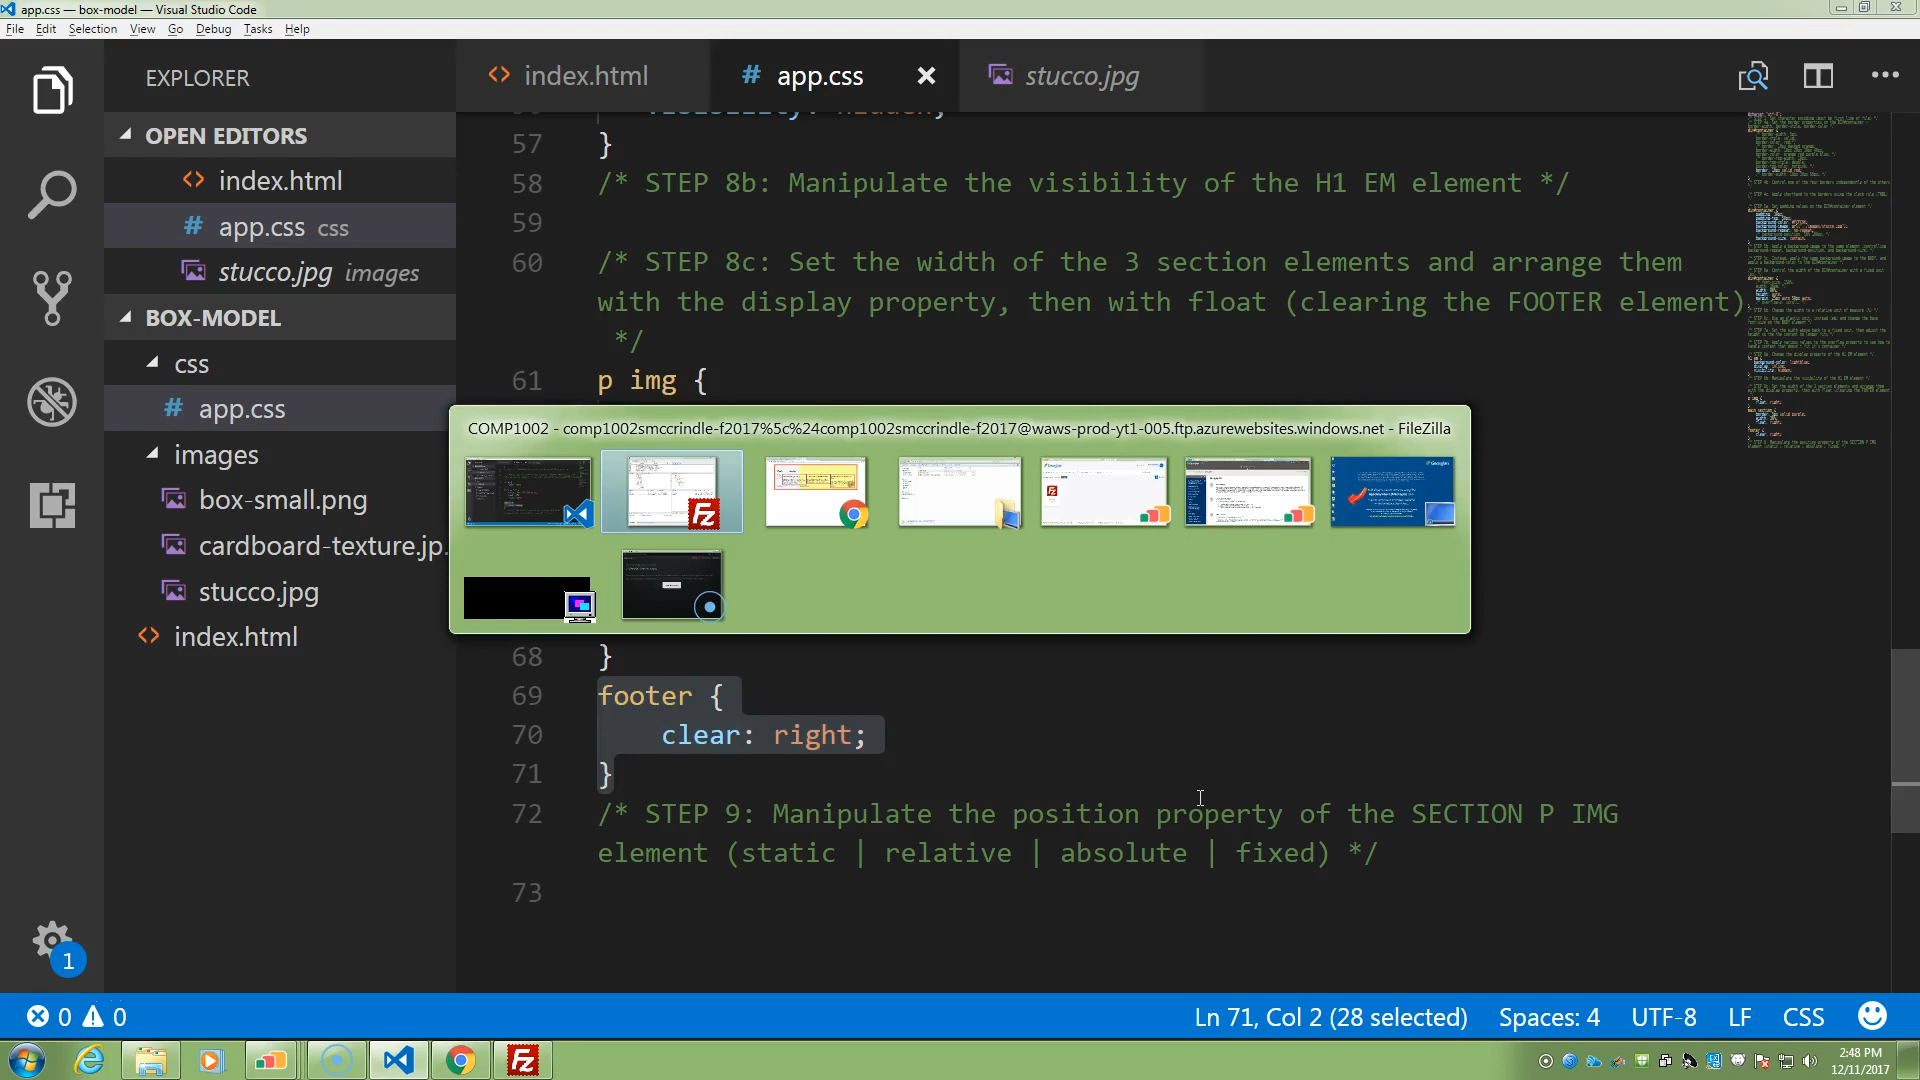 app.css — box-model — Visual Studio Code
File Edit Selection View Go Debug Tasks Help
EXPLORER
index.html
app.css
stucco.jpg
OPEN EDITORS
index.html
app.css css
stucco.jpg images
BOX-MODEL
css
app.css
images
box-small.png
cardboard-texture.jp.
stucco.jpg
index.html
57 }
58 /* STEP 8b: Manipulate the visibility of the H1 EM element */
59
60 /* STEP 8c: Set the width of the 3 section elements and arrange them
with the display property, then with float (clearing the FOOTER element)
*/
61 p img {
COMP1002 - comp1002smccrindle-f2017%5c%24comp1002smccrindle-f2017@waws-prod-yt1-005.ftp.azurewebsites.windows.net - FileZilla
68 }
69 footer {
70 clear: right;
71 }
72 /* STEP 9: Manipulate the position property of the SECTION P IMG
element (static | relative | absolute | fixed) */
73
1
0 0
Ln 71, Col 2 (28 selected) Spaces: 4 UTF-8 LF CSS
2:48 PM
12/11/2017